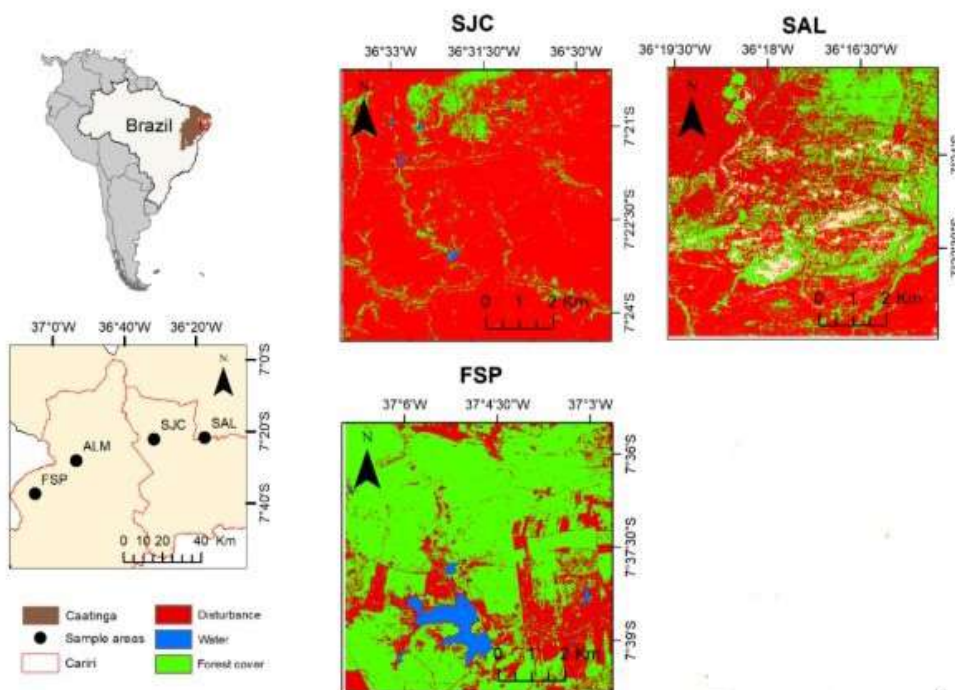 SJC
36°33'W 36°31'30"W 36°30'W
N
7°21'S
7°22'30"S
7°24'S
0 1 2 Km
SAL
36°19'30"W 36°18'W 36°16'30"W
N
7°22'30"S
0 1 2 Km
Brazil
37°0'W 36°40'W 36°20'W
N
7°0'S
7°20'S
7°40'S
SJC
SAL
ALM
FSP
0 10 20 40 Km
FSP
37°6'W 37°4'30"W 37°3'W
N
7°36'S
7°37'30"S
7°39'S
0 1 2 Km
Caatinga
Sample areas
Cariri
Disturbance
Water
Forest cover